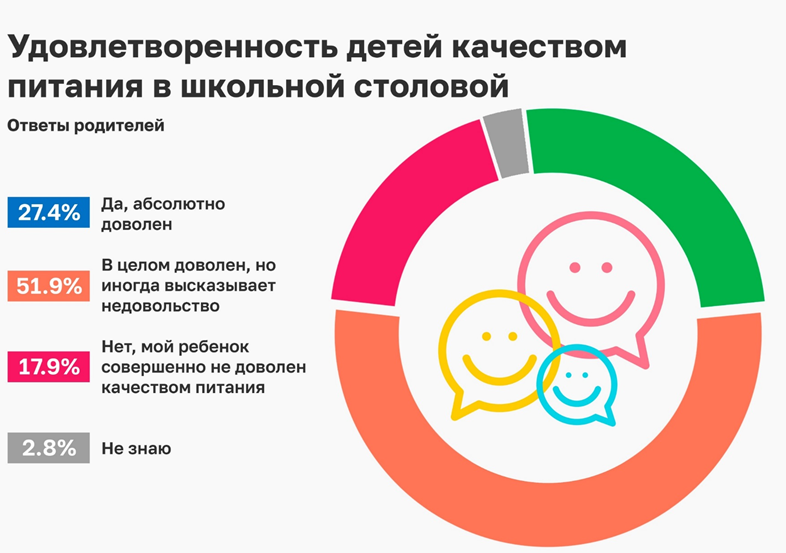 Удовлетворенность детей качеством
питания в школьной столовой
Ответы родителей
27.4%
Да, абсолютно
доволен
51.9%
В целом доволен, но
иногда высказывает
недовольство
17.9%
Нет, мой ребенок
совершенно не доволен
качеством питания
2.8%
Не знаю